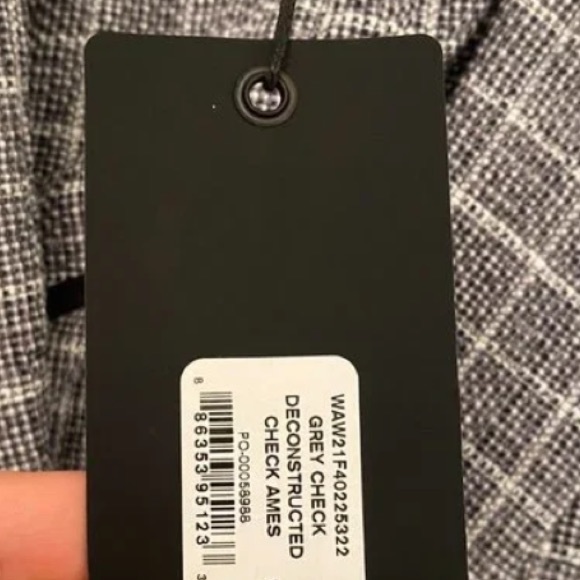 WAW21F40225322
GREY CHECK
DECONSTRUCTED
CHECK AMES
PO-00058988
8 86353 95123 3